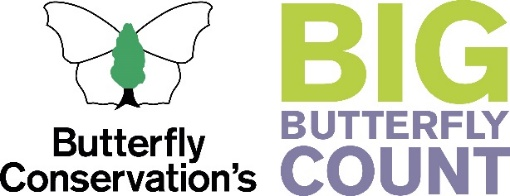 Butterfly
Conservation's
BIG
BUTTERFLY
COUNT